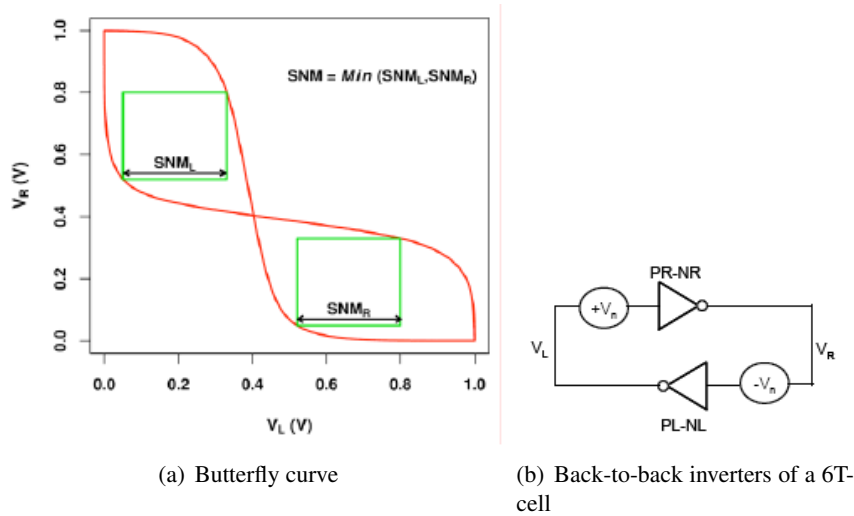 SNM = Min (SNM_L,SNM_R)
SNM_L
SNM_R
V_R (V)
1.0
0.8
0.6
0.4
0.2
0.0
0.0 0.2 0.4 0.6 0.8 1.0
V_L (V)
PR-NR
+V_n
V_L
V_R
-V_n
PL-NL
(a) Butterfly curve
(b) Back-to-back inverters of a 6T-
cell